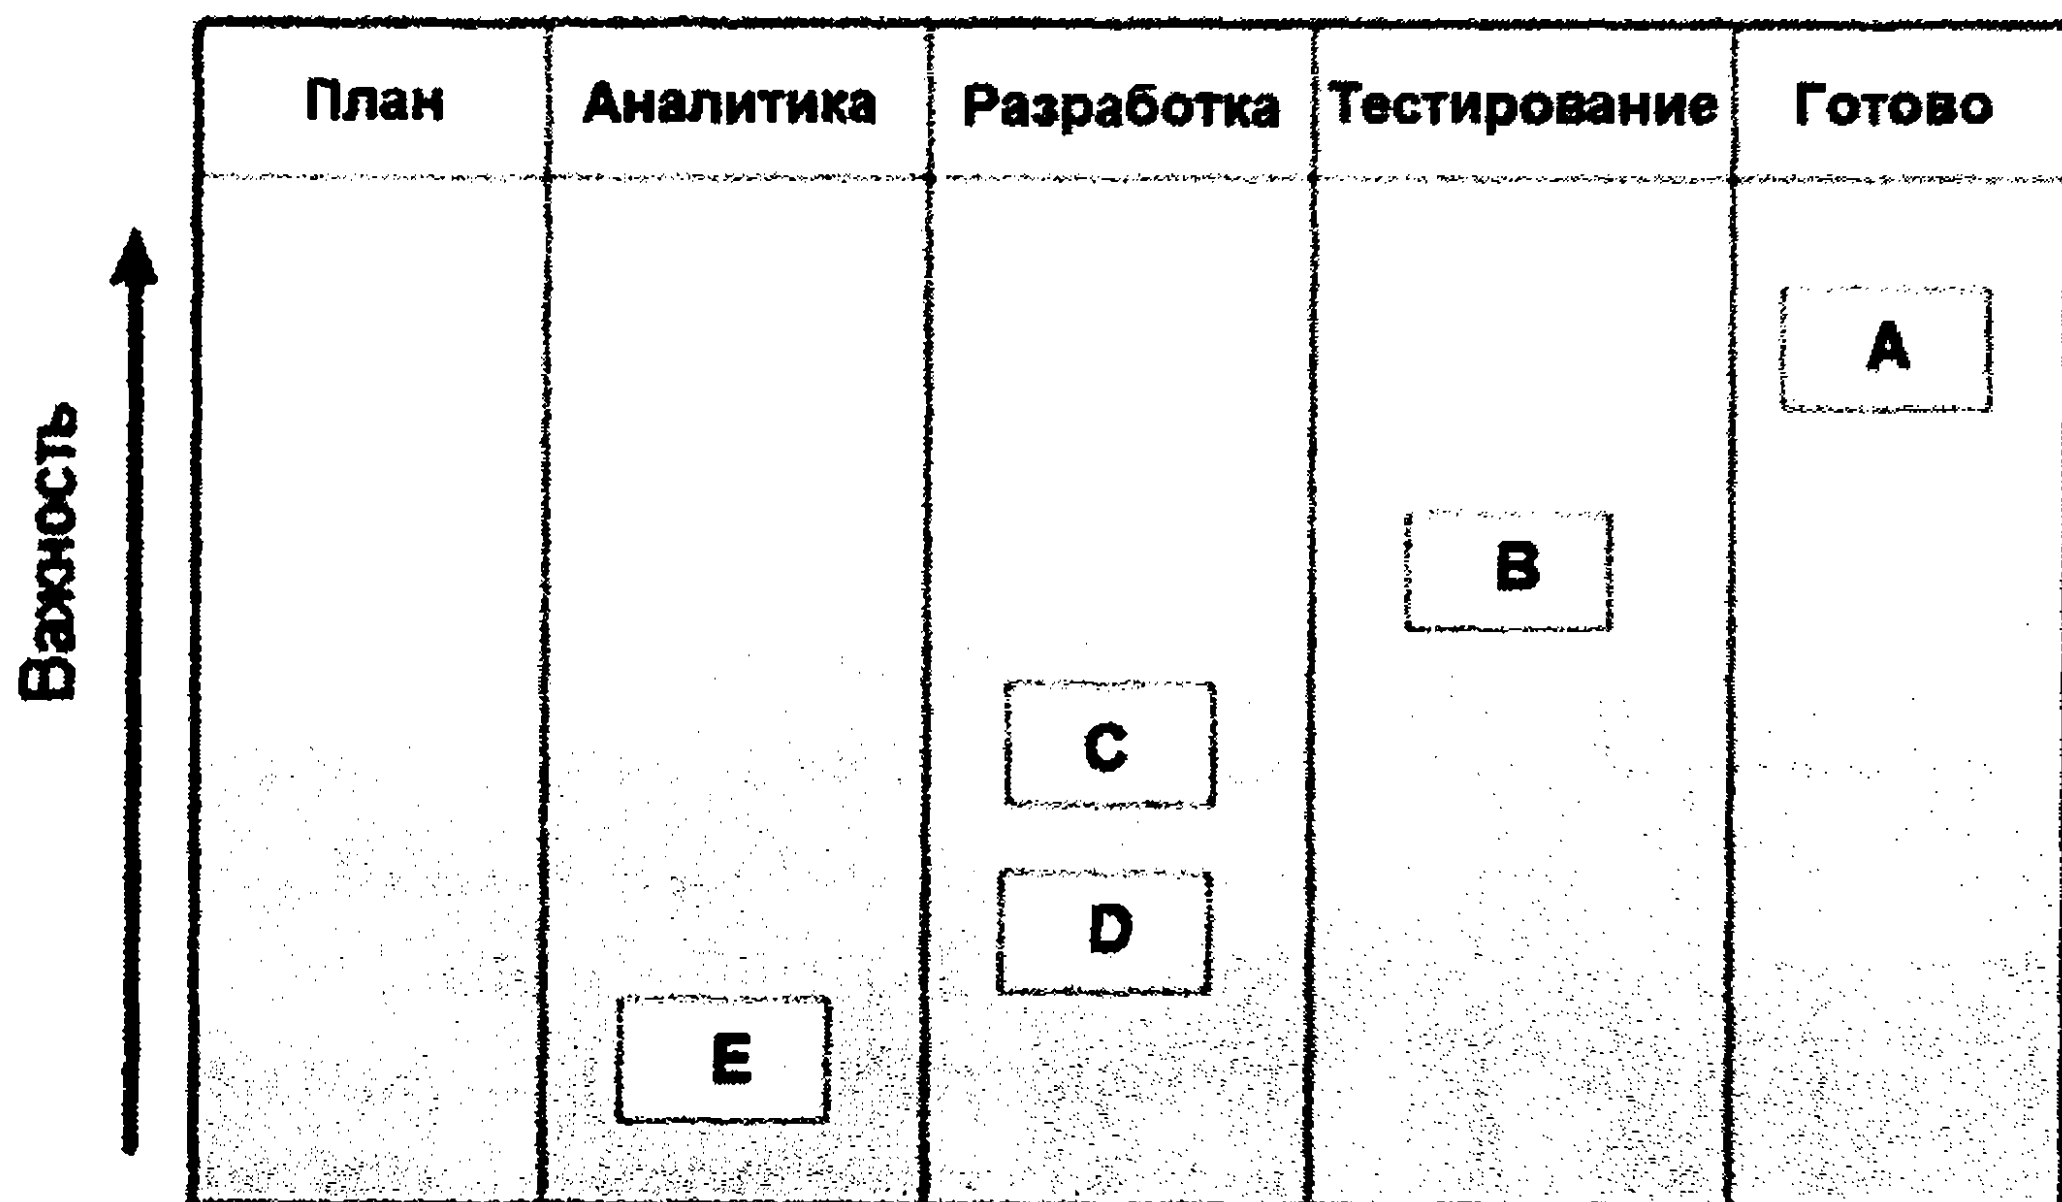 План Аналитика Разработка Тестирование Готово
Важность
A
B
C
D
E